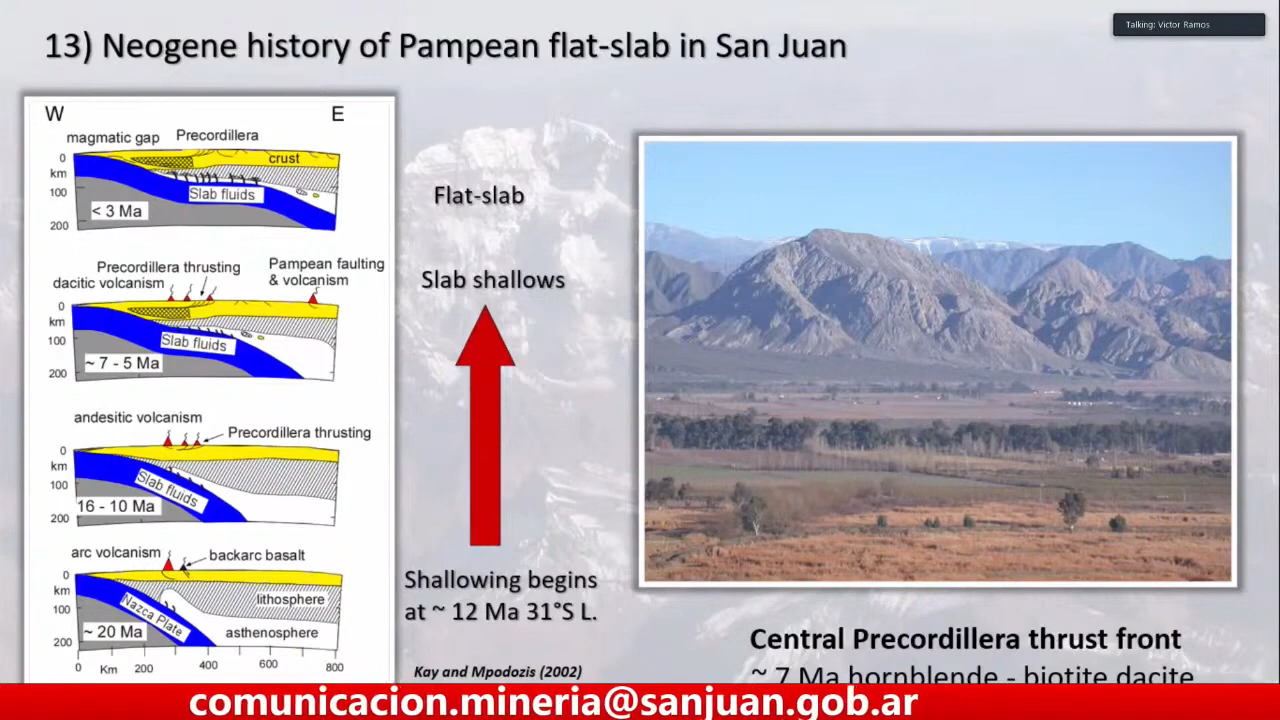 Talking: Victor Ramos
13) Neogene history of Pampean flat-slab in San Juan
W E
magmatic gap Precordillera
0
km
100
200
crust
Slab fluids
< 3 Ma
Precordillera thrusting
dacitic volcanism
Pampean faulting
& volcanism
0
km
100
200
Slab fluids
~ 7 - 5 Ma
andesitic volcanism
Precordillera thrusting
0
km
100
200
Slab fluids
16 - 10 Ma
arc volcanism
backarc basalt
0
km
100
200
Nazca Plate
lithosphere
asthenosphere
~ 20 Ma
0 Km 200 400 600 800
Flat-slab
Slab shallows
Shallowing begins
at ~ 12 Ma 31°S L.
Kay and Mpodozis (2002)
Central Precordillera thrust front
~ 7 Ma hornblende - biotite dacite
comunicacion.mineria@sanjuan.gob.ar